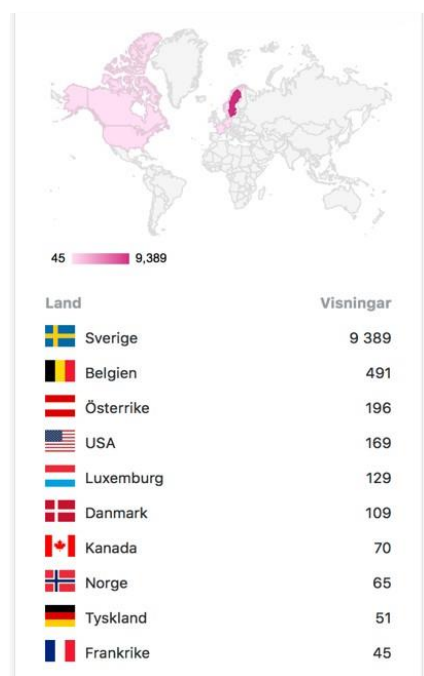 45 9,389
Land Visningar
Sverige 9 389
Belgien 491
Österrike 196
USA 169
Luxemburg 129
Danmark 109
Kanada 70
Norge 65
Tyskland 51
Frankrike 45